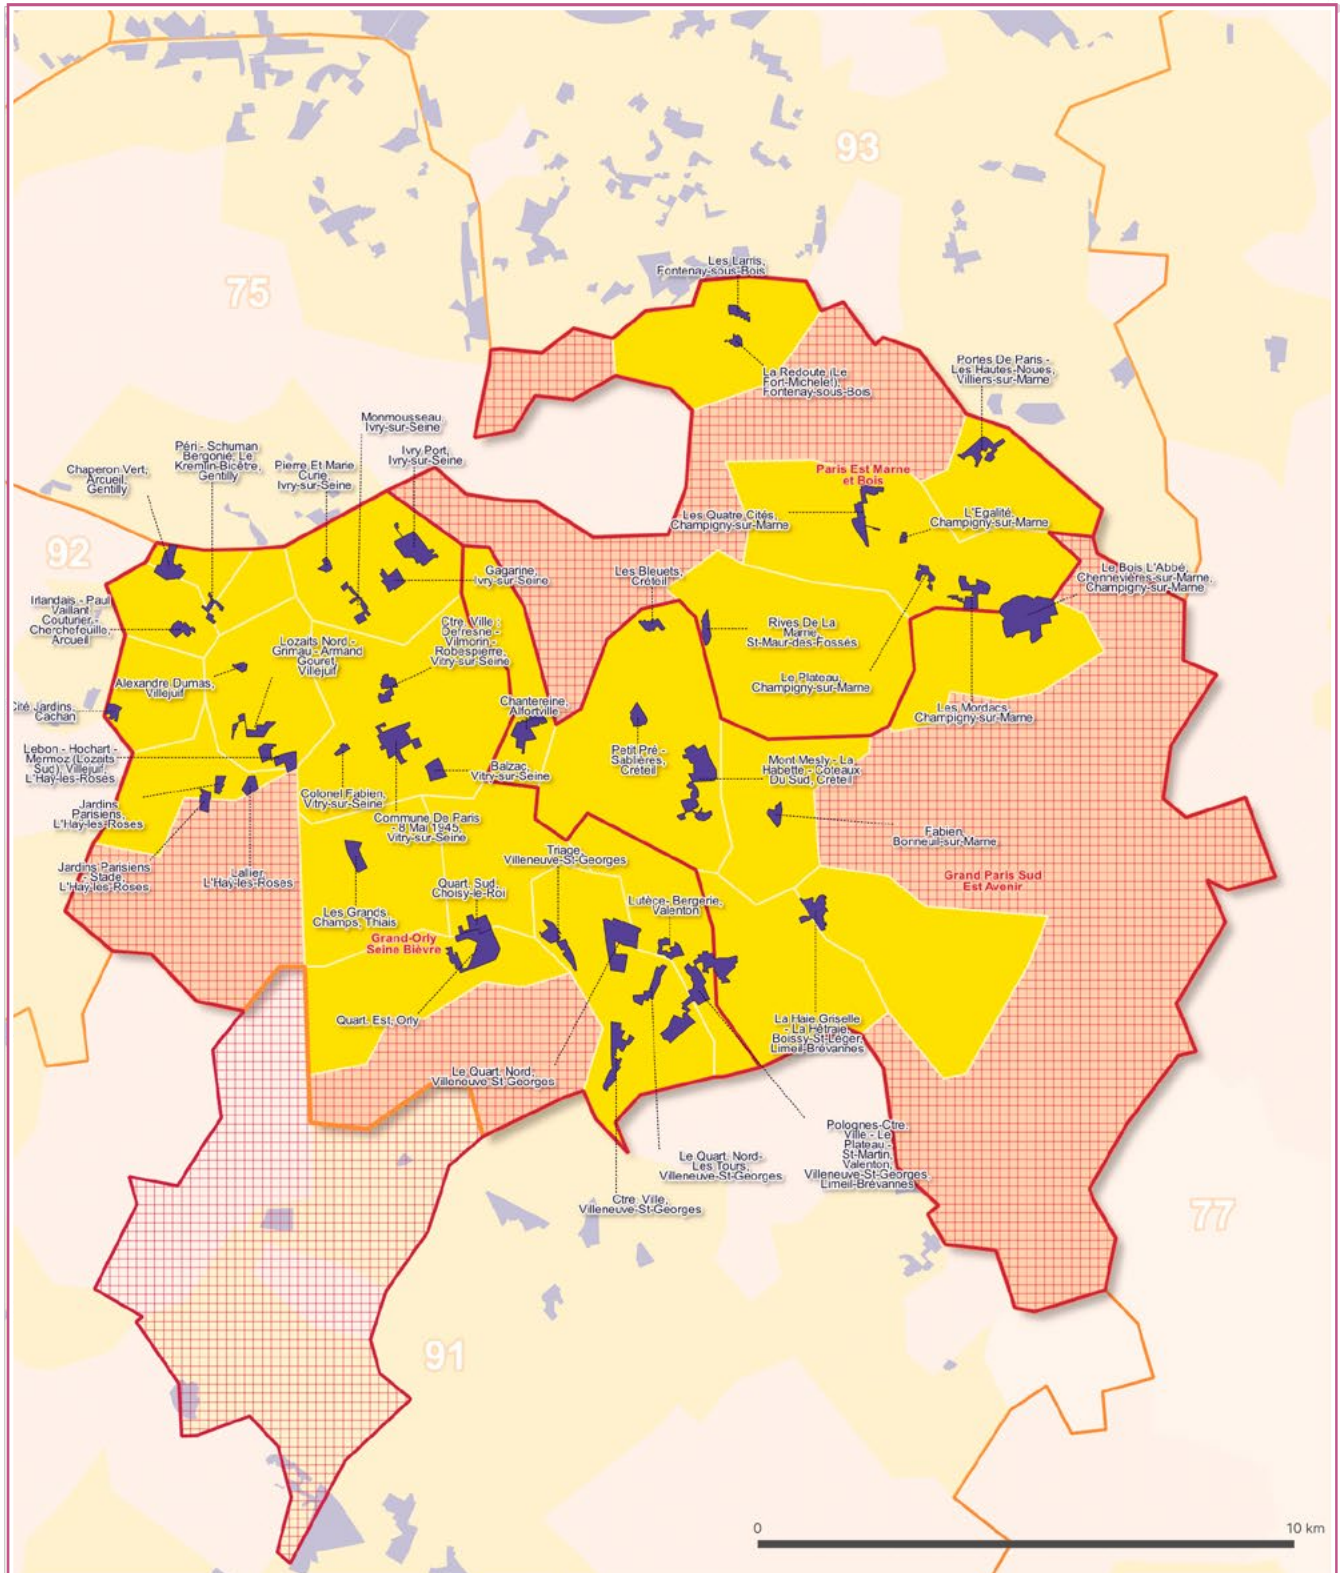 93
75
Les Larris,
Fontenay-sous-Bois
La Redoute (Le
Fort-Michelet),
Fontenay-sous-Bois
Portes De Paris -
Les Hautes-Noues,
Villiers-sur-Marne
Monmousseau
Ivry-sur-Seine
Ivry Port,
Ivry-sur-Seine
Péri - Schuman
Bergonié, Le
Kremlin-Bicêtre,
Gentilly
Pierre Et Marie
Curie,
Ivry-sur-Seine
Chaperon Vert,
Arcueil,
Gentilly
Paris Est Marne
et Bois
Les Quatre Cités,
Champigny-sur-Marne
L'Egalité,
Champigny-sur-Marne
92
Gagarine,
Ivry-sur-Seine
Les Bleuets,
Créteil
Le Bois L'Abbé,
Chennevières-sur-Marne,
Champigny-sur-Marne
Irlandais - Paul
Vaillant
Couturier -
Cherchefeuille,
Arcueil
Lozaits Nord -
Grimau - Armand
Gouret,
Villejuif
Ctre. Ville :
Defresne -
Vilmorin -
Robespierre,
Vitry-sur-Seine
Rives De La
Marne,
St-Maur-des-Fossés
Alexandre Dumas,
Villejuif
Le Plateau,
Champigny-sur-Marne
Cité Jardins,
Cachan
Chantereine,
Alfortville
Les Mordacs,
Champigny-sur-Marne
Lebon - Hochart -
Mermoz (Lozaits
Sud), Villejuif,
L'Hay-les-Roses
Petit Pré -
Sablières,
Créteil
Mont Mesly - La
Habette - Coteaux
Du Sud, Créteil
Balzac,
Vitry-sur-Seine
Colonel Fabien,
Vitry-sur-Seine
Jardins
Parisiens,
L'Hay-les-Roses
Commune De Paris
- 8 Mai 1945,
Vitry-sur-Seine
Fabien,
Bonneuil-sur-Marne
Triage,
Villeneuve-St-Georges
Jardins Parisiens
- Stade,
L'Hay-les-Roses
Lallier,
L'Hay-les-Roses
Grand Paris Sud
Est Avenir
Quart. Sud,
Choisy-le-Roi
Lutèce- Bergerie,
Valenton
Les Grands
Champs, Thiais
Grand-Orly
Seine Bièvre
Quart. Est, Orly
La Haie Griselle
- La Hêtraie,
Boissy-St-Léger,
Limeil-Brévannes
Le Quart. Nord,
Villeneuve-St-Georges
Pologne-Ctre.
Ville - Le
Plateau -
St-Martin,
Valenton,
Villeneuve-St-Georges,
Limeil-Brévannes
Le Quart. Nord-
Les Tours,
Villeneuve-St-Georges
Ctre. Ville,
Villeneuve-St-Georges
77
91
0
10 km